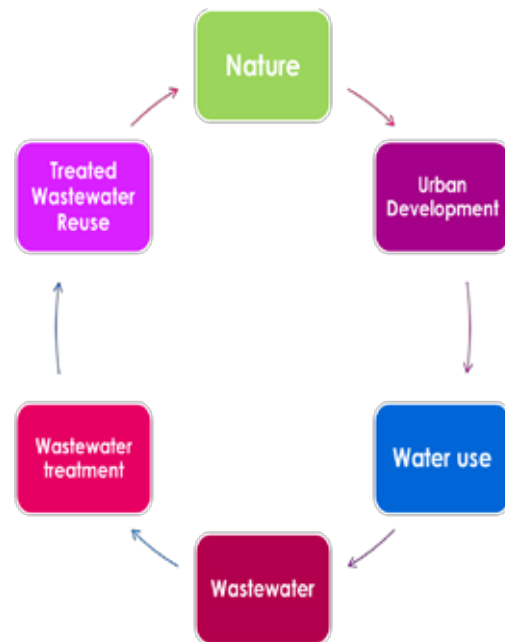 Nature
Urban
Development
Water use
Wastewater
Wastewater
treatment
Treated
Wastewater
Reuse